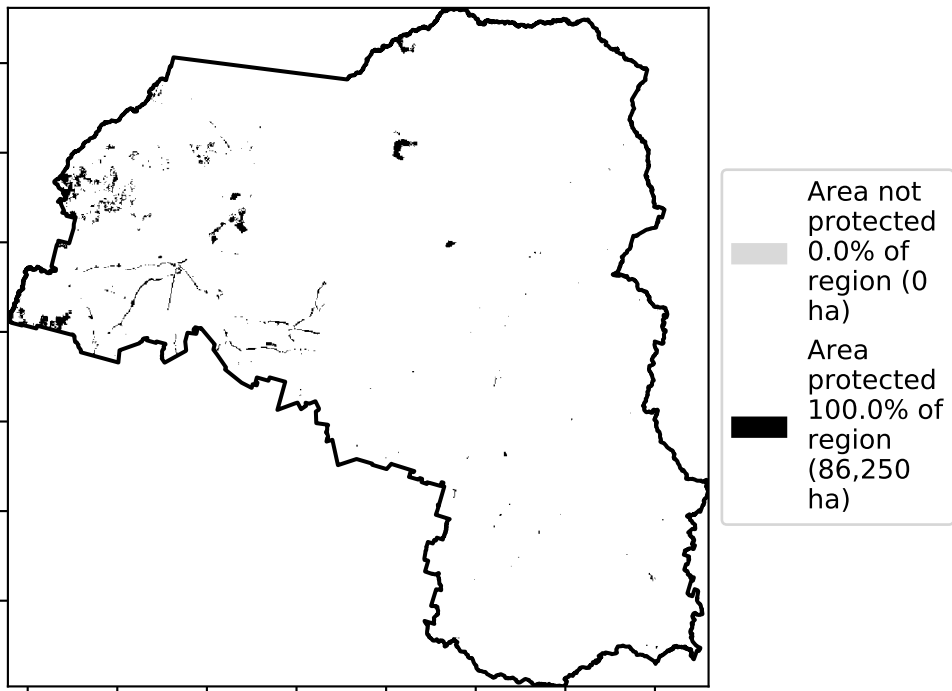 Area not
protected
0.0% of
region (0
ha)
Area
protected
100.0% of
region
(86,250
ha)